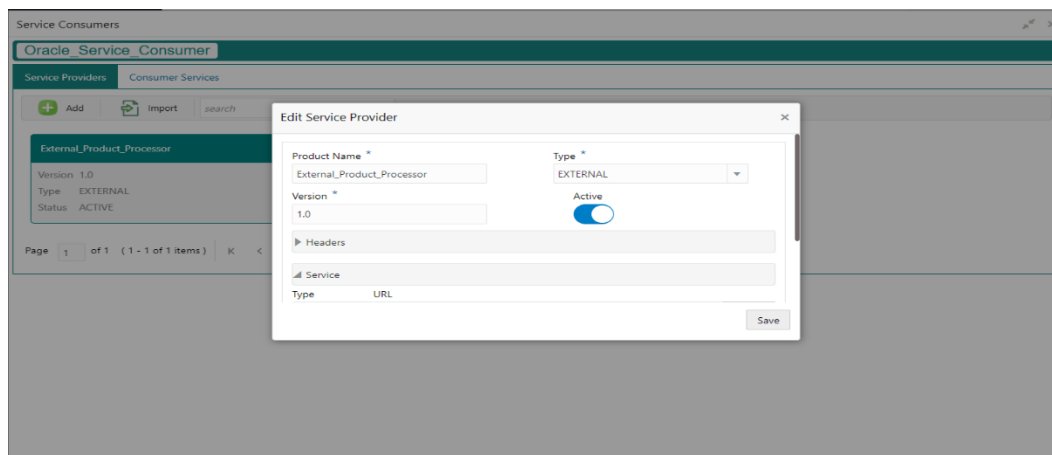 Service Consumers
Oracle_Service_Consumer
Service Providers Consumer Services
Add Import search
External_Product_Processor
Version 1.0
Type EXTERNAL
Status ACTIVE
Page 1 of 1 ( 1 - 1 of 1 items )
Edit Service Provider
Product Name * Type *
External_Product_Processor EXTERNAL
Version * Active
1.0
Headers
Service
Type URL
Save